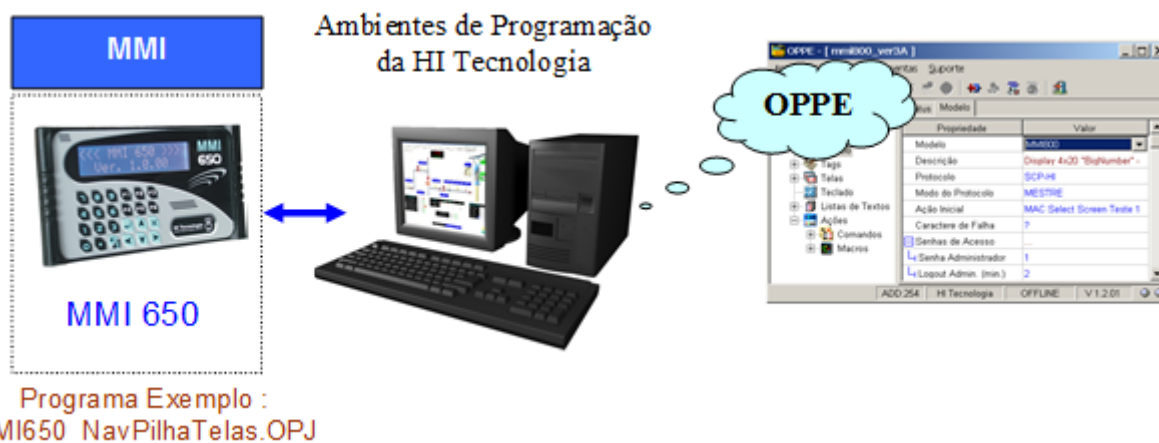 MMI
Ambientes de Programação
da HI Tecnologia
<<< MMI 650 >>>
Ver. 1.0.00
MMI
650
MMI 650
Programa Exemplo :
MI650_NavPilhaTelas.OPJ
OPPE
OPPE - [ mmi800_ver3A ]
Suporte
Modelo
Propriedade Valor
Modelo MMI800
Descrição Display 4x20 "BigNumber" -
Protocolo SCP-HI
Modo do Protocolo MESTRE
Ação Inicial MAC Select Screen Teste 1
Caractere de Falha ?
Senhas de Acesso ...
Senha Administrador 1
Logout Admin. (min.) 2
Tags
Telas
Teclado
Listas de Textos
Ações
Comandos
Macros
ADD:254 HI Tecnologia OFFLINE V 1.2.01